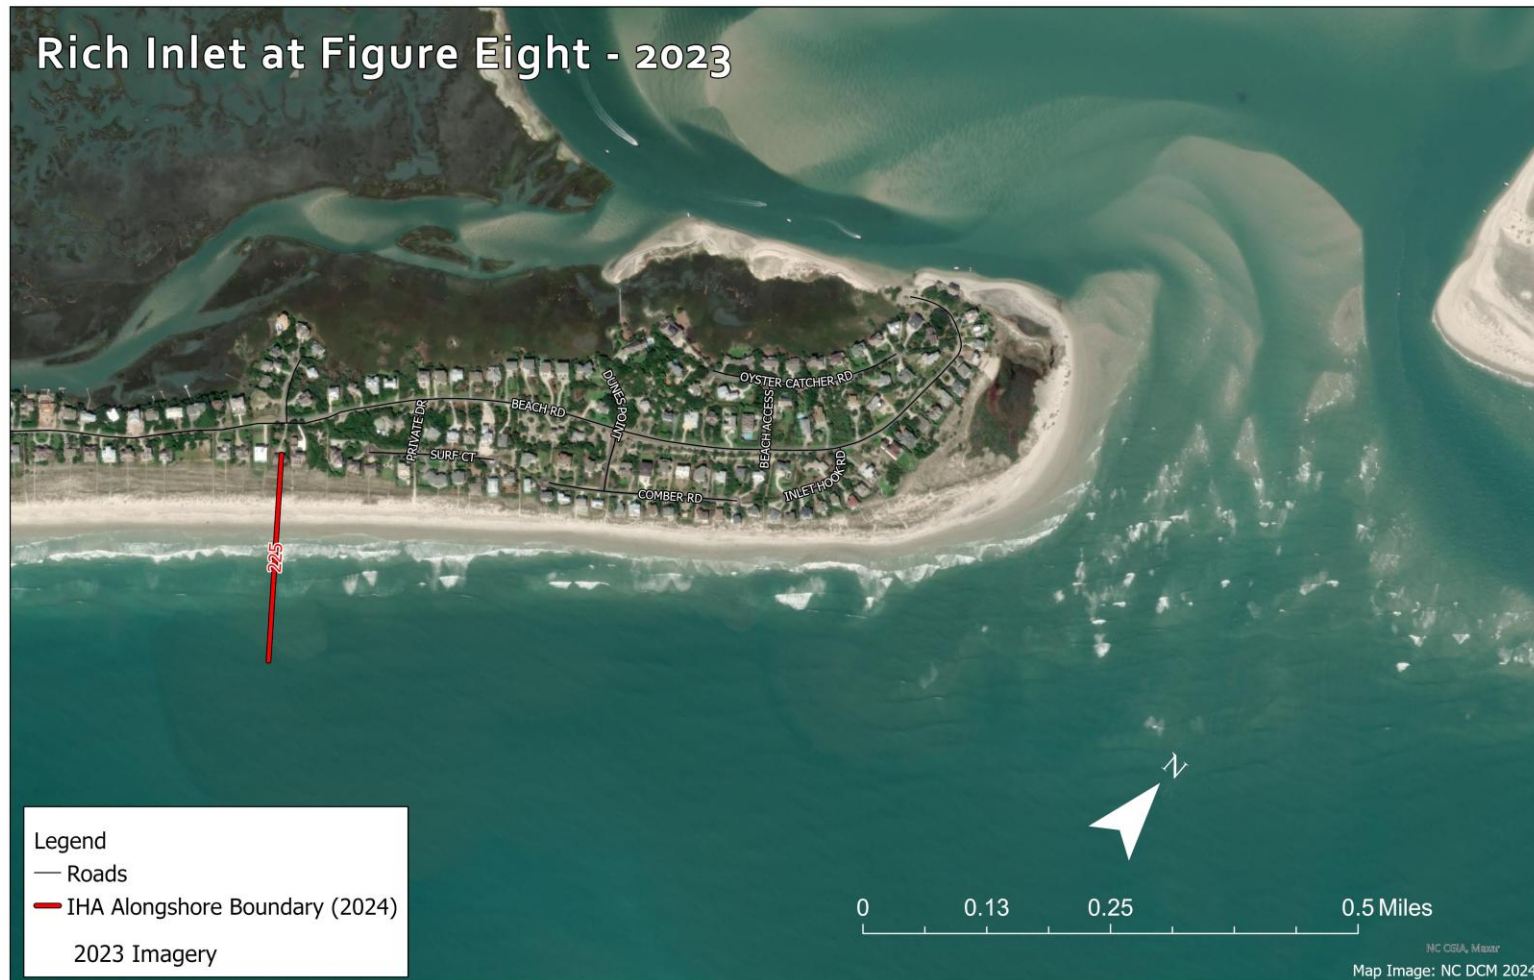 Rich Inlet at Figure Eight - 2023
OYSTER CATCHER RD
DUNES POINT
BEACH RD
PRIVATE DR
BEACH ACCESS
SURF CT
INLET HOOK RD
COMBER RD
225
N
Legend
Roads
IHA Alongshore Boundary (2024)
2023 Imagery
0 0.13 0.25 0.5 Miles
NC CGIA, Maxar
Map Image: NC DCM 2024